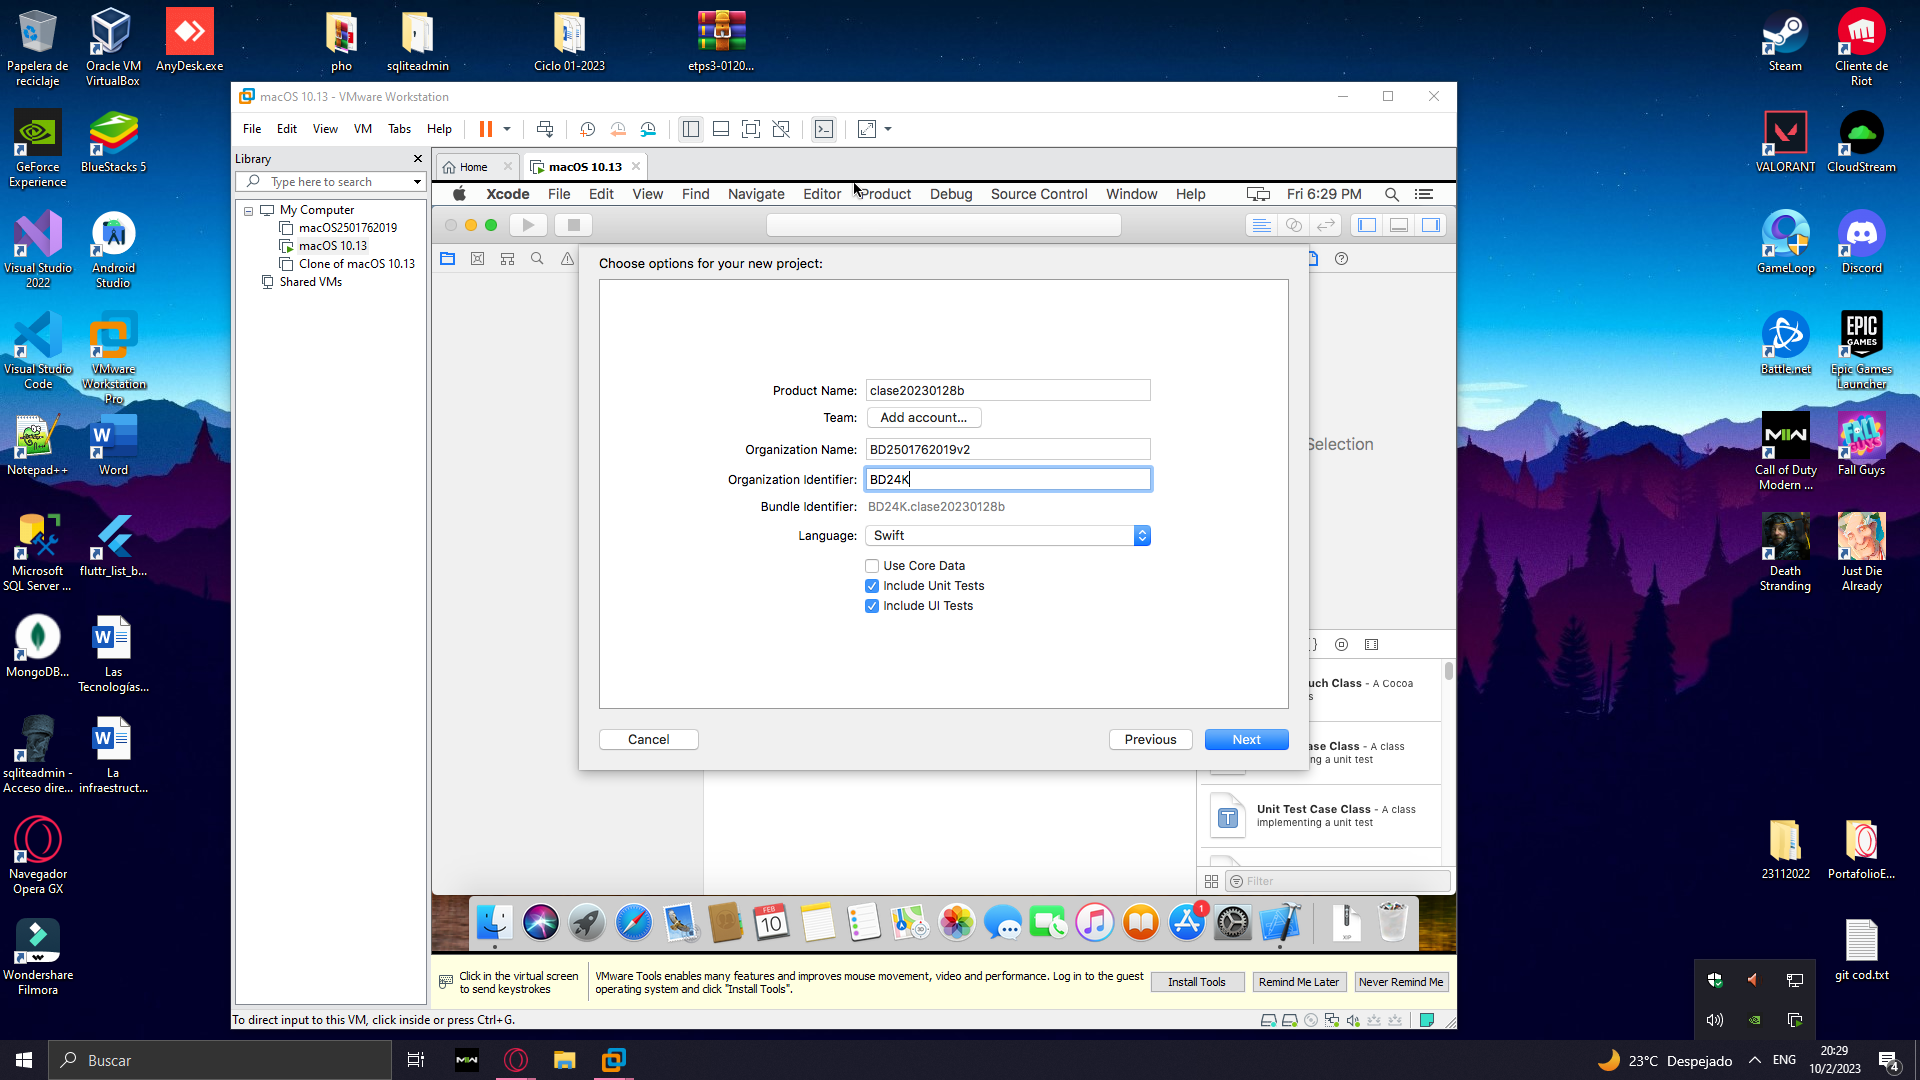 Papelera de
reciclaje
Oracle VM
VirtualBox
AnyDesk.exe
pho
sqliteadmin
Ciclo 01-2023
etps3-0120...
Steam
Cliente de
Riot
GeForce
Experience
BlueStacks 5
VALORANT
CloudStream
Visual Studio
2022
Android
Studio
GameLoop
Discord
Visual Studio
Code
VMware
Workstation
Pro
Battle.net
EPIC
GAMES
Epic Games
Launcher
Notepad++
Word
MW
Call of Duty
Modern ...
FALL
GUYS
Fall Guys
Microsoft
SQL Server ...
fluttr_list_b...
Death
Stranding
Just Die
Already
MongoDB...
Las
Tecnologías...
sqliteadmin -
Acceso dire...
La
infraestruct...
Navegador
Opera GX
23112022
PortafolioE...
Wondershare
Filmora
git cod.txt
macOS 10.13 - VMware Workstation
File Edit View VM Tabs Help
Library
Type here to search
My Computer
macOS2501762019
macOS 10.13
Clone of macOS 10.13
Shared VMs
Home
macOS 10.13
Xcode File Edit View Find Navigate Editor Product Debug Source Control Window Help Fri 6:29 PM
Choose options for your new project:
Product Name: clase20230128b
Team: Add account...
Organization Name: BD2501762019v2
Organization Identifier: BD24K
Bundle Identifier: BD24K.clase20230128b
Language: Swift
Use Core Data
Include Unit Tests
Include UI Tests
Cancel
Previous
Next
Selection
uch Class - A Cocoa
s
ase Class - A class
ng a unit test
Unit Test Case Class - A class
implementing a unit test
Filter
FEB
10
1
Click in the virtual screen
to send keystrokes
VMware Tools enables many features and improves mouse movement, video and performance. Log in to the guest
operating system and click "Install Tools".
Install Tools
Remind Me Later
Never Remind Me
To direct input to this VM, click inside or press Ctrl+G.
Buscar
MW
23°C Despejado
ENG
20:29
10/2/2023
4